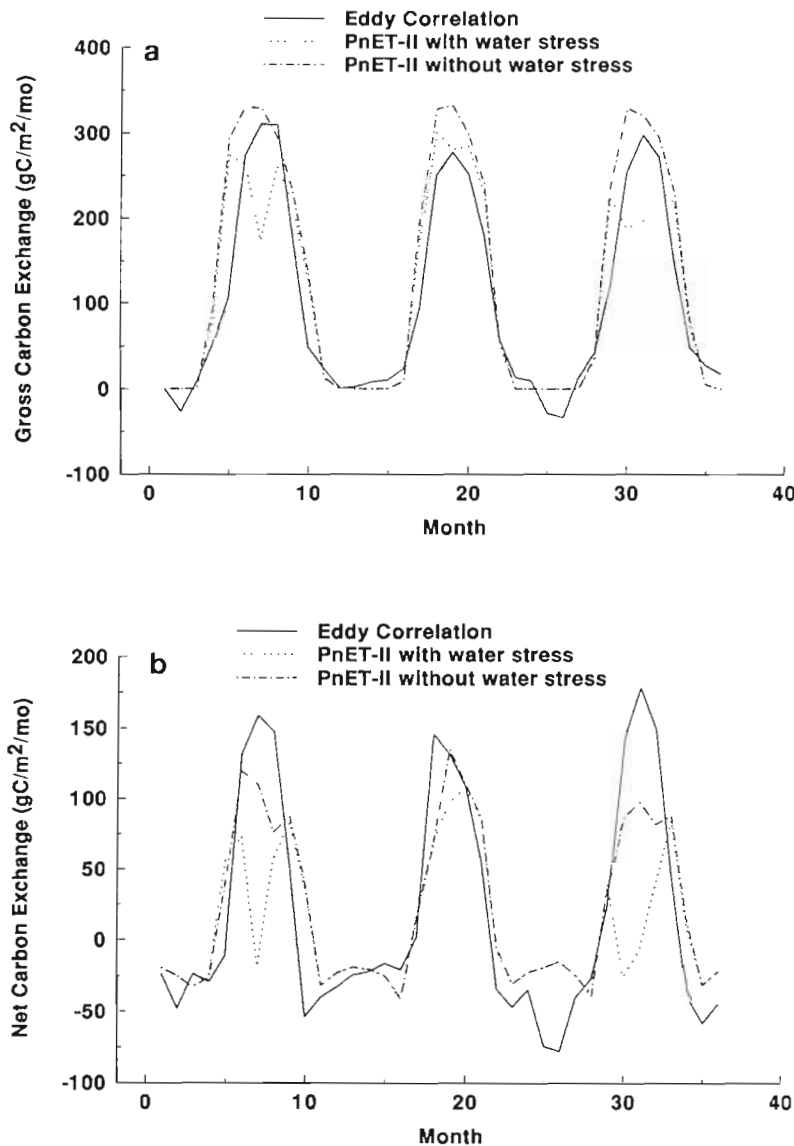 Eddy Correlation
PnET-II with water stress
PnET-II without water stress
a
400
300
200
100
0
-100
Gross Carbon Exchange (gC/m²/mo)
0 10 20 30 40
Month
Eddy Correlation
PnET-II with water stress
PnET-II without water stress
b
200
150
100
50
0
-50
-100
Net Carbon Exchange (gC/m²/mo)
0 10 20 30 40
Month